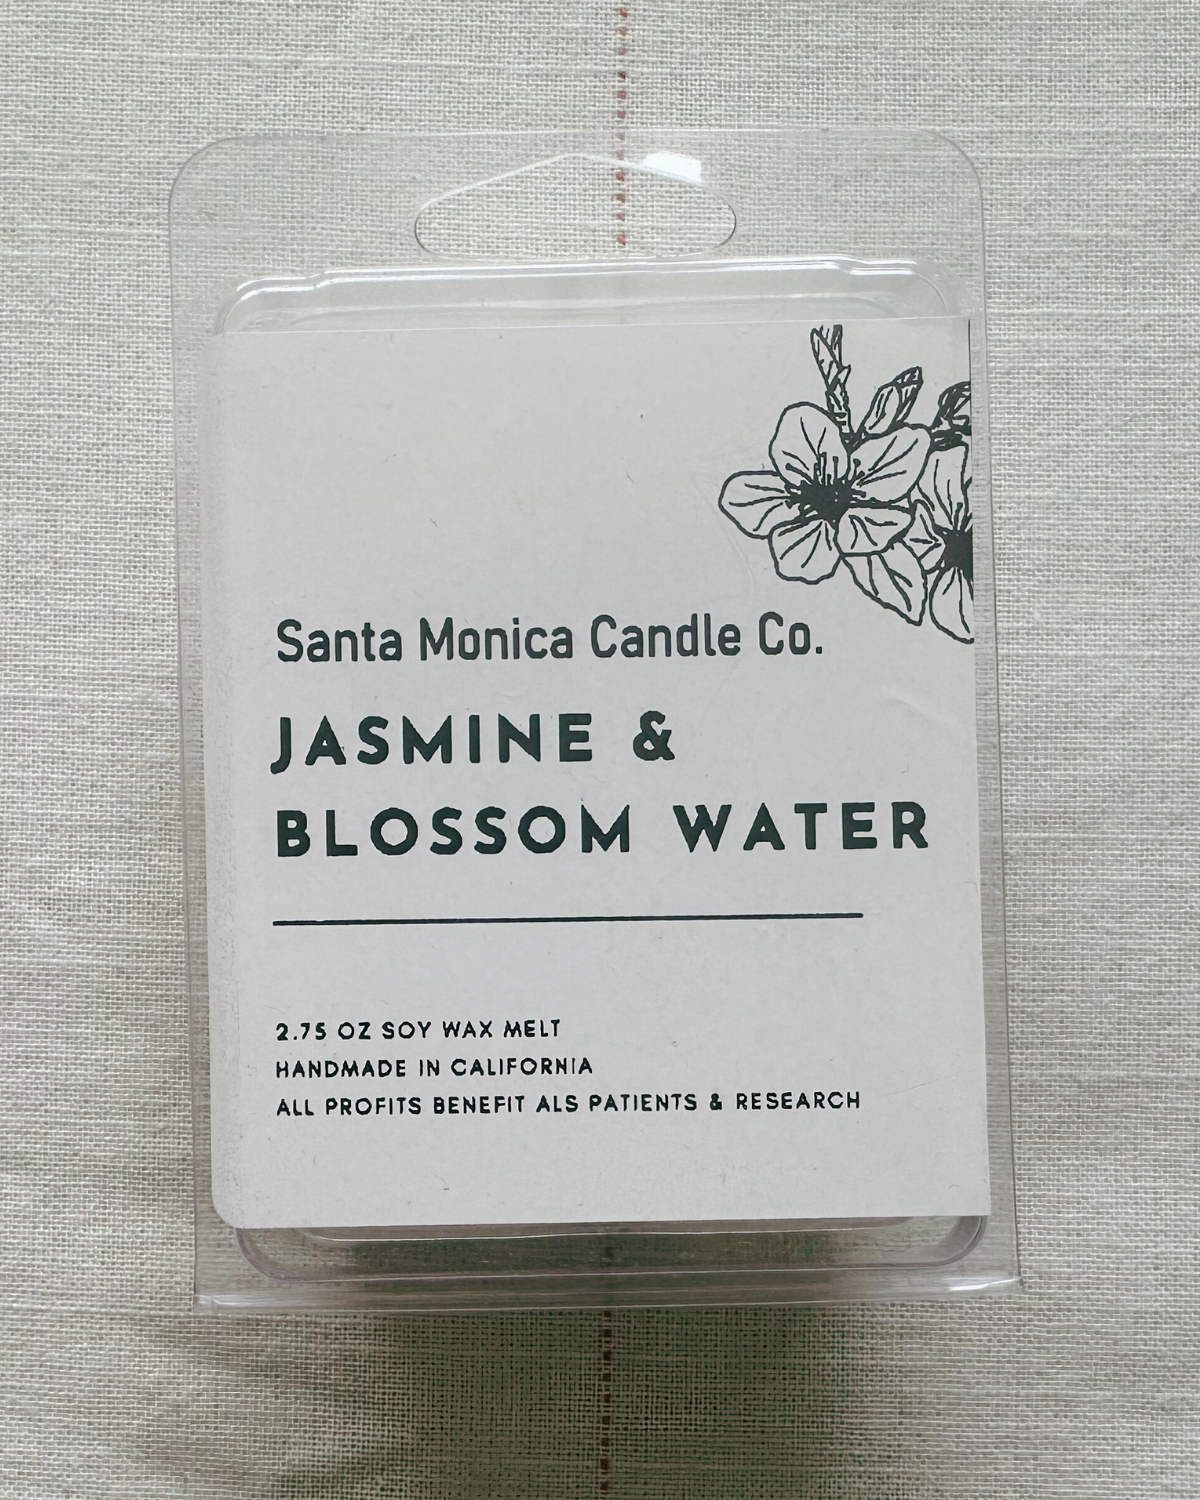 Santa Monica Candle Co.
JASMINE &
BLOSSOM WATER
2.75 OZ SOY WAX MELT
HANDMADE IN CALIFORNIA
ALL PROFITS BENEFIT ALS PATIENTS & RESEARCH